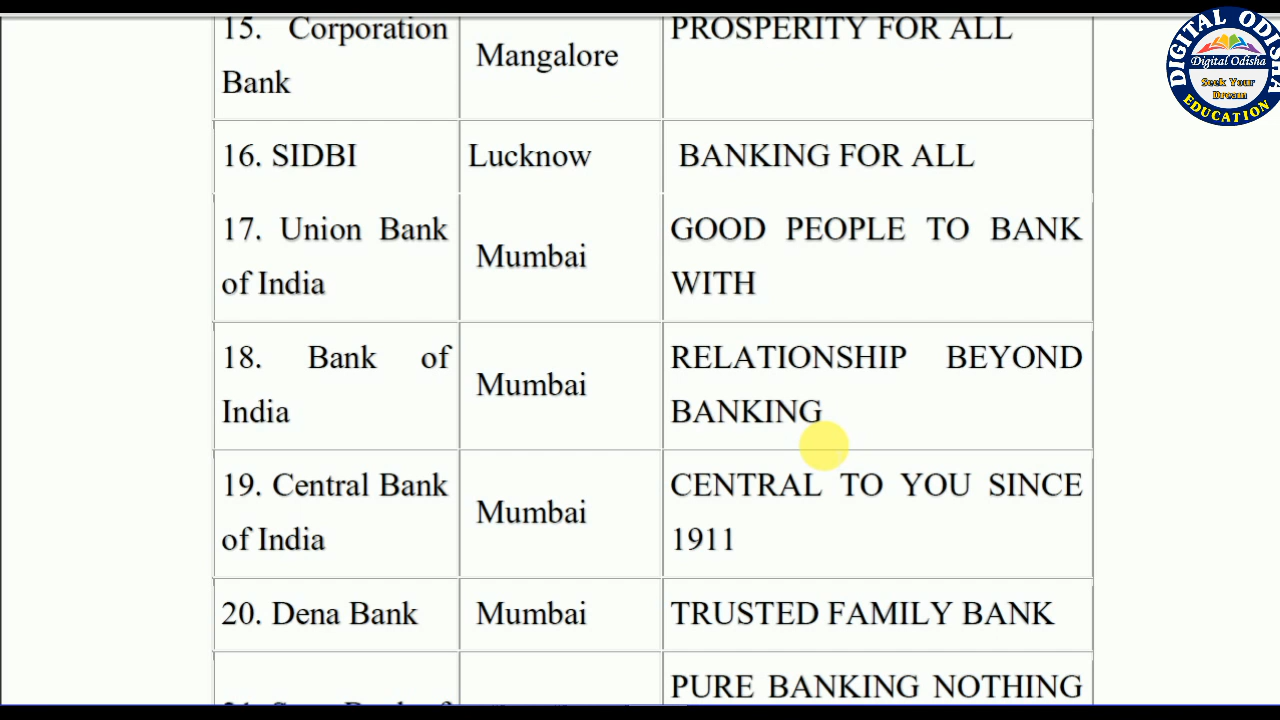 15. Corporation
Bank
Mangalore
PROSPERITY FOR ALL
16. SIDBI
Lucknow
BANKING FOR ALL
17. Union Bank
of India
Mumbai
GOOD PEOPLE TO BANK
WITH
18. Bank of
India
Mumbai
RELATIONSHIP BEYOND
BANKING
19. Central Bank
of India
Mumbai
CENTRAL TO YOU SINCE
1911
20. Dena Bank
Mumbai
TRUSTED FAMILY BANK
PURE BANKING NOTHING
DIGITAL ODISHA
Digital Odisha
Seek Your
Dream
EDUCATION